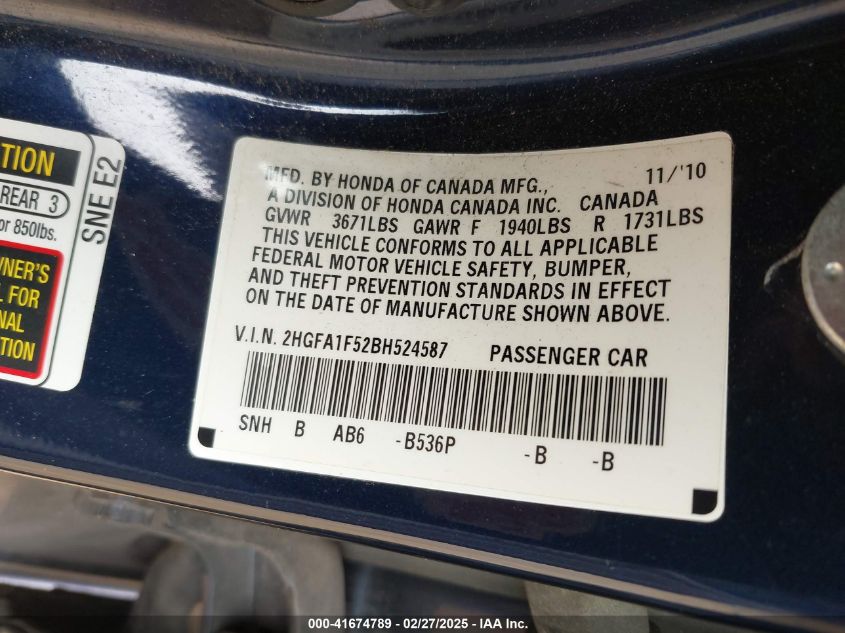 TION
REAR 3
or 850lbs.
SNE E2
WNER'S
L FOR
NAL
TION
MFD. BY HONDA OF CANADA MFG., 11/'10
A DIVISION OF HONDA CANADA INC. CANADA
GVWR 3671LBS GAWR F 1940LBS R 1731LBS
THIS VEHICLE CONFORMS TO ALL APPLICABLE
FEDERAL MOTOR VEHICLE SAFETY, BUMPER,
AND THEFT PREVENTION STANDARDS IN EFFECT
ON THE DATE OF MANUFACTURE SHOWN ABOVE.
V.I.N. 2HGFA1F52BH524587 PASSENGER CAR
SNH B AB6 -B536P -B -B
000-41674789 - 02/27/2025 - IAA Inc.